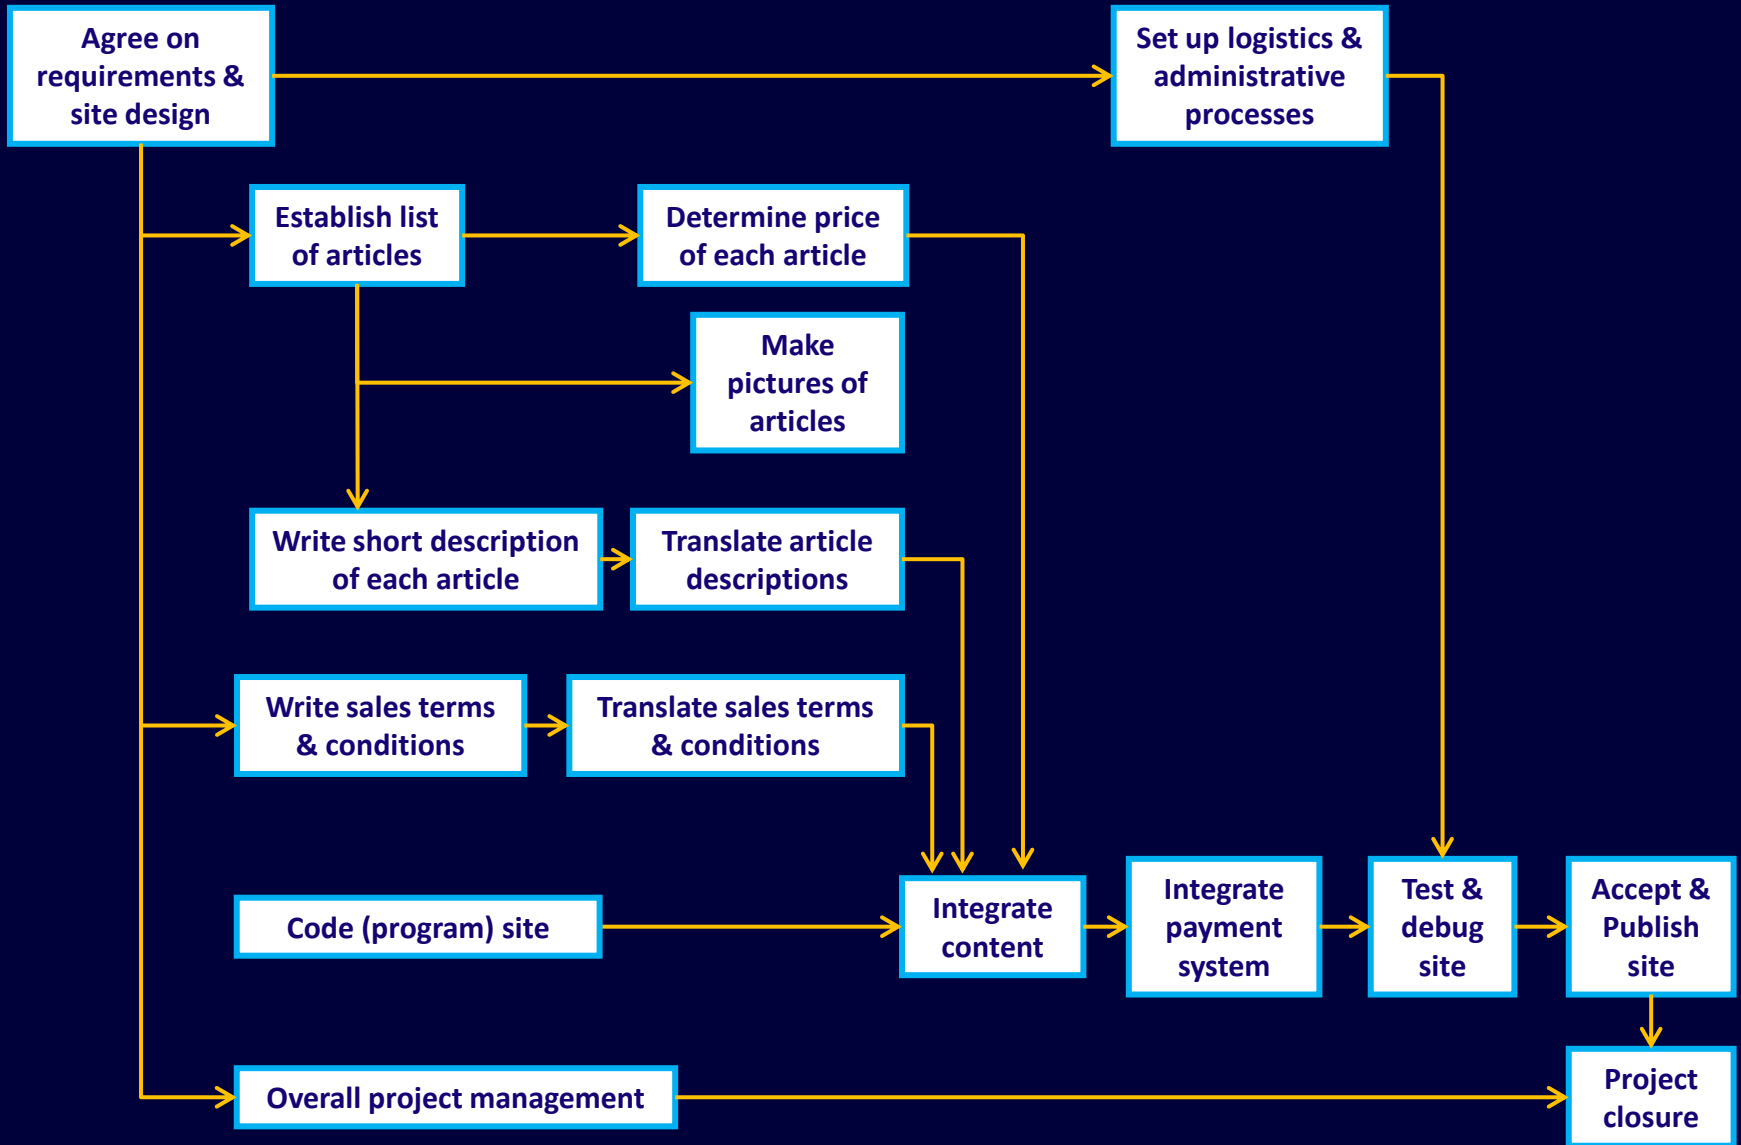 Agree on
requirements &
site design
Set up logistics &
administrative
processes
Establish list
of articles
Determine price
of each article
Make
pictures of
articles
Write short description
of each article
Translate article
descriptions
Write sales terms
& conditions
Translate sales terms
& conditions
Code (program) site
Integrate
content
Integrate
payment
system
Test &
debug
site
Accept &
Publish
site
Overall project management
Project
closure